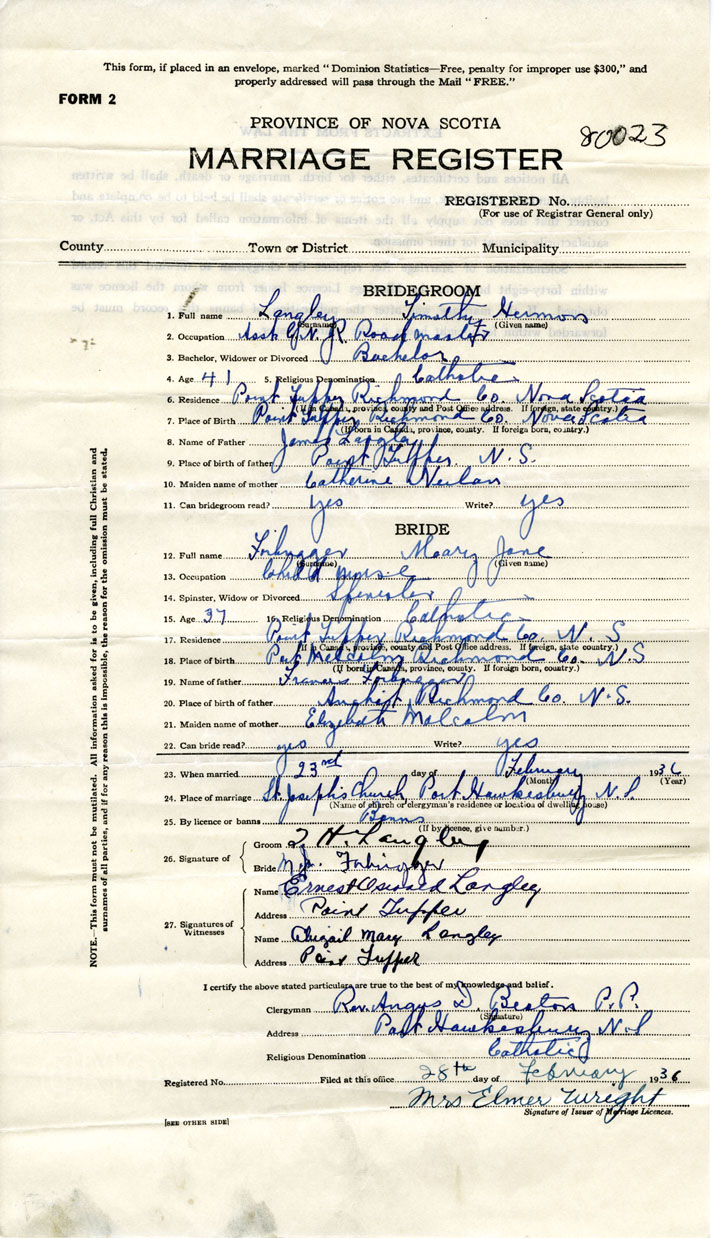 This form, if placed in an envelope, marked "Dominion Statistics—Free, penalty for improper use $300," and
properly addressed will pass through the Mail "FREE."
FORM 2
PROVINCE OF NOVA SCOTIA
80023
MARRIAGE REGISTER
REGISTERED No.
(For use of Registrar General only)
County Town or District Municipality
BRIDEGROOM
1. Full name Langley Timothy Hermon
(Surname) (Given name)
2. Occupation Asst C.N.R. Roadmaster
3. Bachelor, Widower or Divorced Bachelor
4. Age 41 5. Religious Denomination Catholic
6. Residence Point Tupper Richmond Co. Nova Scotia
(If in Canada, province, county and Post Office address. If foreign, state country.)
7. Place of Birth Point Tupper Richmond Co. Nova Scotia
(If born in Canada, province, county. If foreign born, country.)
8. Name of Father James Langley
9. Place of birth of father Point Tupper, N.S.
10. Maiden name of mother Catherine
11. Can bridegroom read? yes Write? yes
BRIDE
12. Full name Mary Jane
(Surname) (Given name)
13. Occupation Child nurse
14. Spinster, Widow or Divorced Spinster
15. Age 37 16. Religious Denomination Catholic
17. Residence Point Tupper Richmond Co. N.S
(If in Canada, province, county and Post Office address. If foreign, state country.)
18. Place of birth Port Malcolm Richmond Co. N.S
(If born in Canada, province, county. If foreign born, country.)
19. Name of father Francis
20. Place of birth of father Richmond Co. N.S.
21. Maiden name of mother Elizabeth Malcolm
22. Can bride read? yes Write? yes
23. When married 23rd day of February 1936
(Month) (Year)
24. Place of marriage St. Joseph's Church, Port Hawkesbury N.S
(Name of church or clergyman's residence or location of dwelling house)
25. By licence or banns Banns
(If by licence, give number.)
26. Signature of
Groom T H Langley
Bride M.J.
27. Signatures of Witnesses
Name Ernest Oswald Langley
Address Point Tupper
Name Abigail Mary Langley
Address Point Tupper
I certify the above stated particulars are true to the best of my knowledge and belief.
Clergyman Rev. Angus D. Beaton P.P.
(Signature)
Address Port Hawkesbury N.S
Religious Denomination Catholic
Registered No. Filed at this office 28th day of February 1936
Mrs Elmer Wright
Signature of Issuer of Marriage Licences.
[SEE OTHER SIDE]
NOTE.—This form must not be mutilated. All information asked for is to be given, including full Christian and
surnames of all parties, and if for any reason this is impossible, the reason for the omission must be stated.